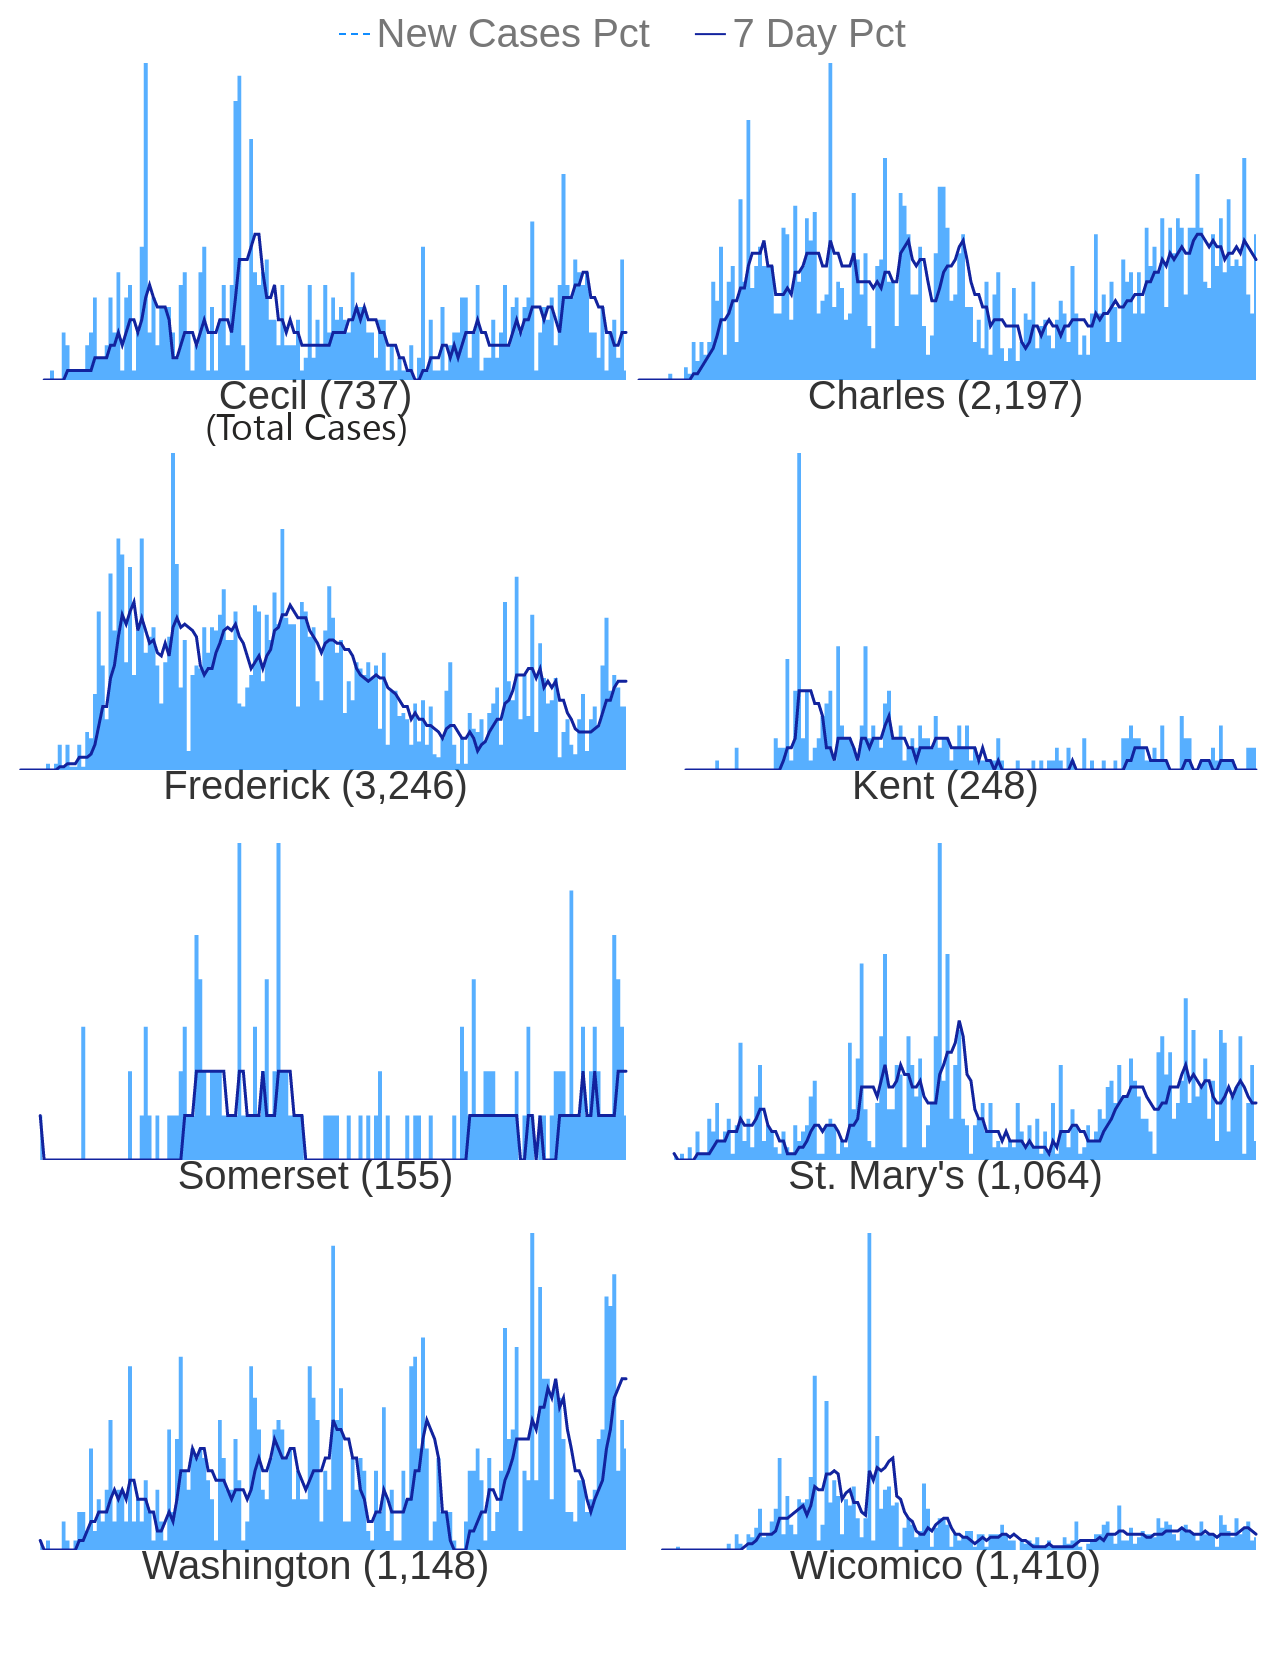 New Cases Pct 7 Day Pct
Cecil (737)
(Total Cases)
Charles (2,197)
Frederick (3,246)
Kent (248)
Somerset (155)
St. Mary's (1,064)
Washington (1,148)
Wicomico (1,410)